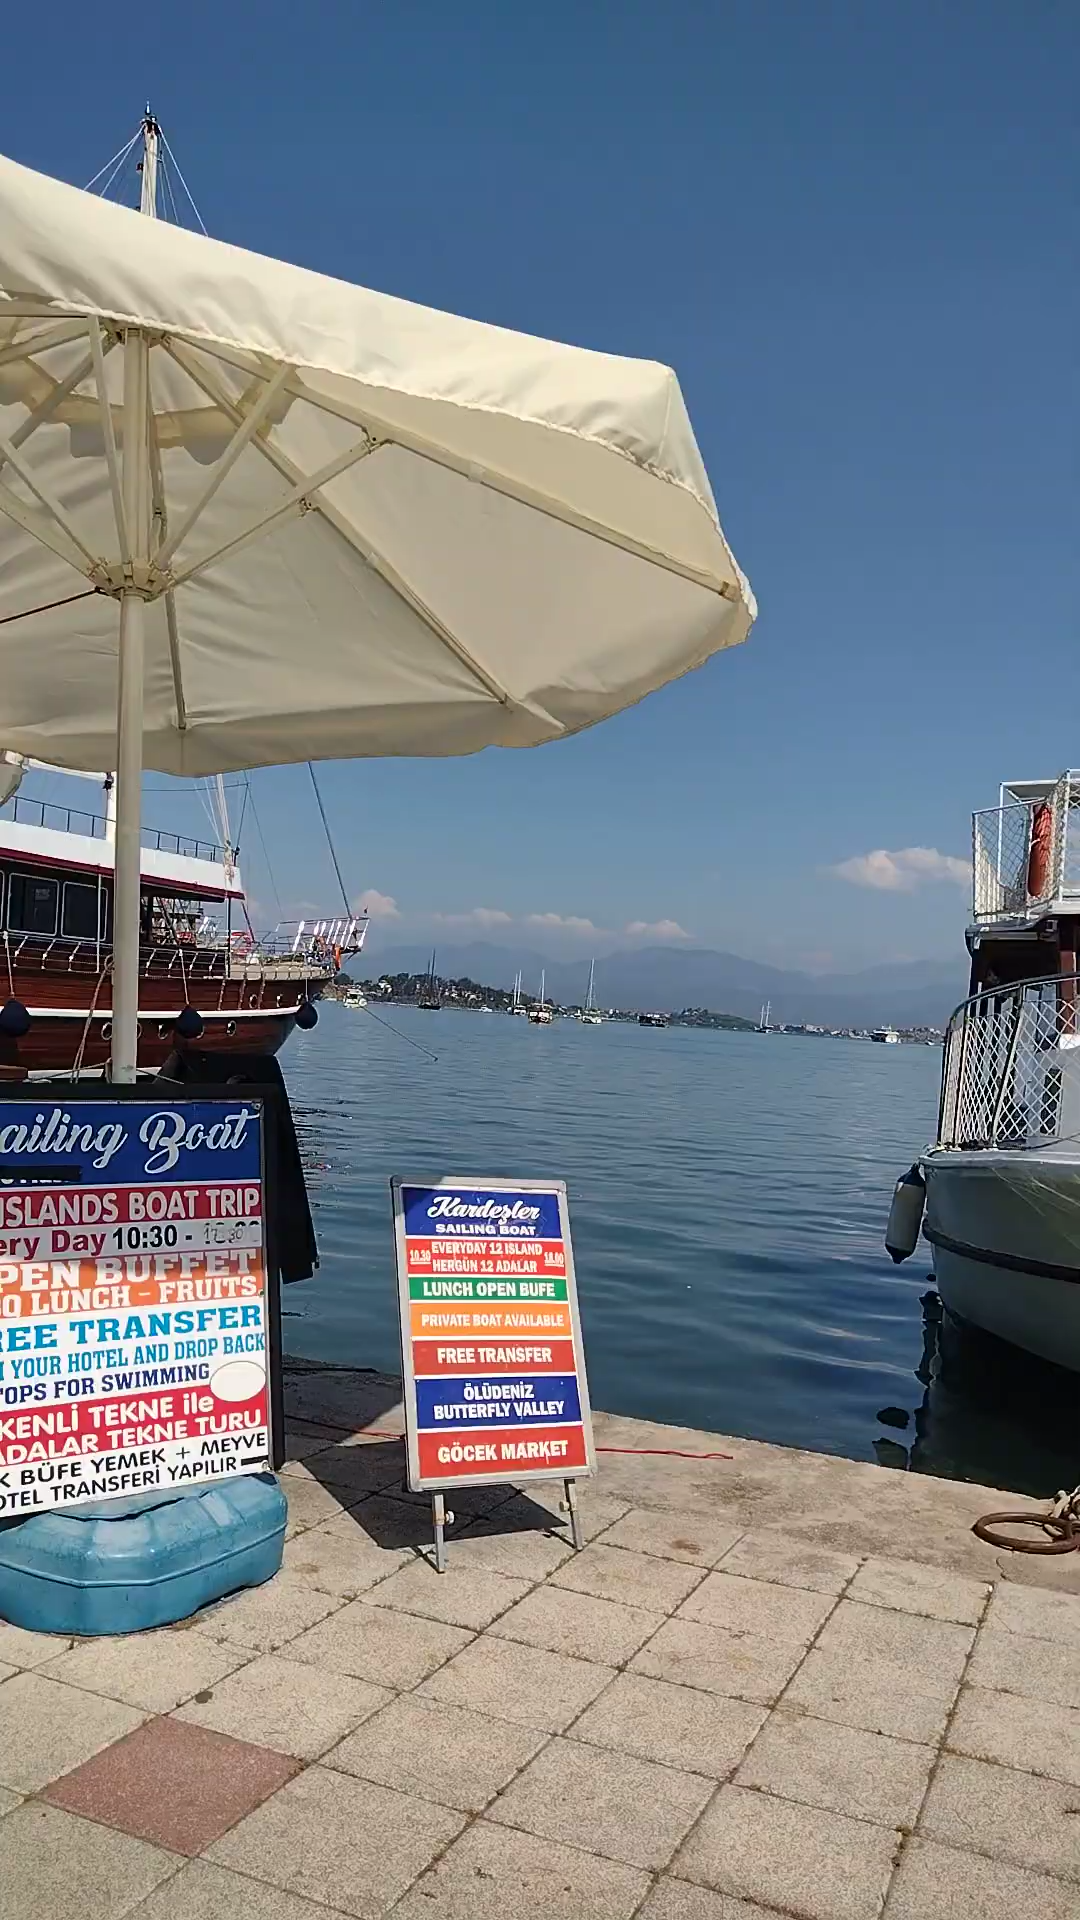 ailing Boat
ISLANDS BOAT TRIP
ery Day 10:30 -
PEN BUFFET
Q LUNCH - FRUITS
REE TRANSFER
YOUR HOTEL AND DROP BACK
TOPS FOR SWIMMING
KENLİ TEKNE ile
ADALAR TEKNE TURU
K BÜFE YEMEK + MEYVE
OTEL TRANSFERİ YAPILIR
Kardeşler
SAILING BOAT
10.30 EVERYDAY 12 ISLAND 18.00
HERGÜN 12 ADALAR
LUNCH OPEN BUFE
PRIVATE BOAT AVAILABLE
FREE TRANSFER
ÖLÜDENİZ
BUTTERFLY VALLEY
GÖCEK MARKET